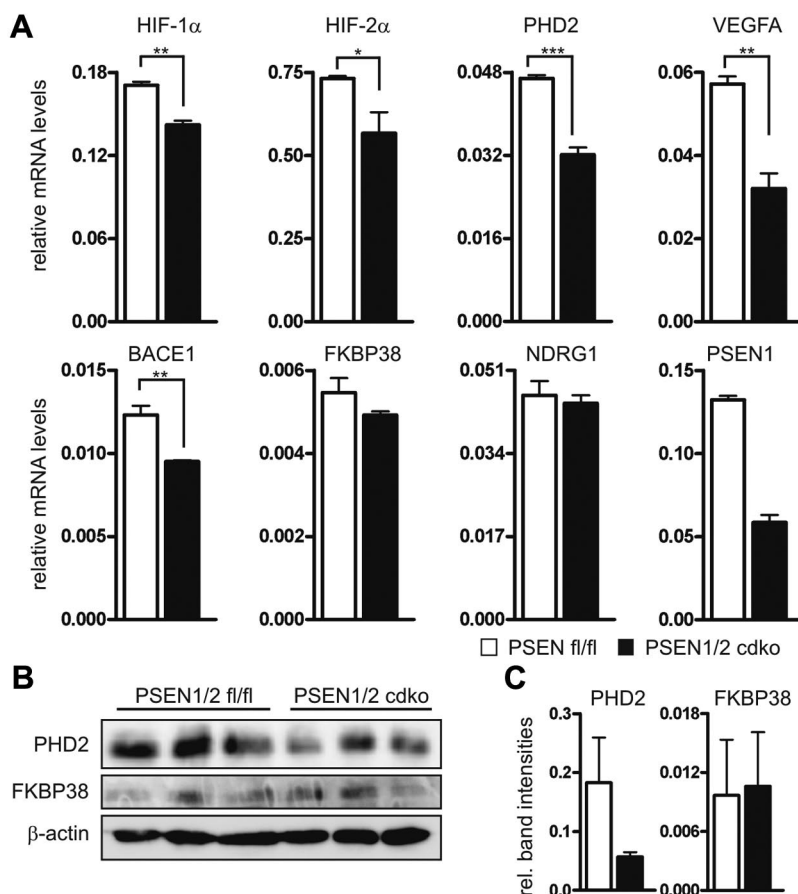 A
HIF-1α
HIF-2α
PHD2
VEGFA
relative mRNA levels
**
*
***
**
0.18
0.12
0.06
0.00
0.75
0.50
0.25
0.00
0.048
0.032
0.016
0.000
0.06
0.04
0.02
0.00
BACE1
FKBP38
NDRG1
PSEN1
relative mRNA levels
**
0.015
0.010
0.005
0.000
0.006
0.004
0.002
0.000
0.051
0.034
0.017
0.000
0.15
0.10
0.05
0.00
PSEN fl/fl
PSEN1/2 cdko
B
PSEN1/2 fl/fl
PSEN1/2 cdko
PHD2
FKBP38
β-actin
C
PHD2
FKBP38
rel. band intensities
0.3
0.2
0.1
0.0
0.018
0.012
0.006
0.000